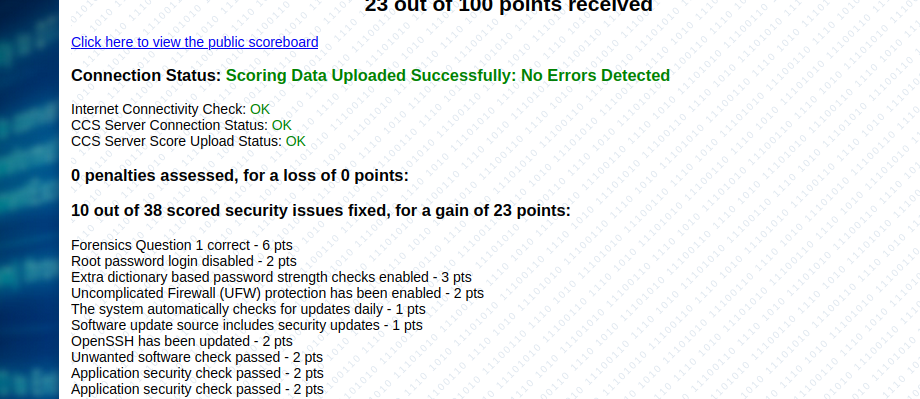 23 out of 100 points received
Click here to view the public scoreboard
Connection Status: Scoring Data Uploaded Successfully: No Errors Detected
Internet Connectivity Check: OK
CCS Server Connection Status: OK
CCS Server Score Upload Status: OK
0 penalties assessed, for a loss of 0 points:
10 out of 38 scored security issues fixed, for a gain of 23 points:
Forensics Question 1 correct - 6 pts
Root password login disabled - 2 pts
Extra dictionary based password strength checks enabled - 3 pts
Uncomplicated Firewall (UFW) protection has been enabled - 2 pts
The system automatically checks for updates daily - 1 pts
Software update source includes security updates - 1 pts
OpenSSH has been updated - 2 pts
Unwanted software check passed - 2 pts
Application security check passed - 2 pts
Application security check passed - 2 pts